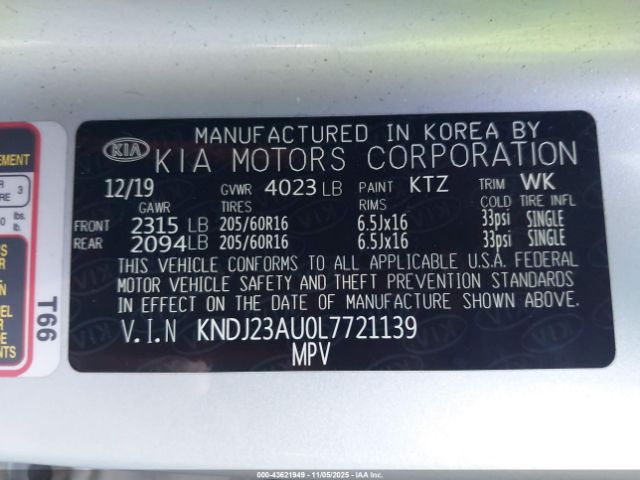 MANUFACTURED IN KOREA BY
KIA KIA MOTORS CORPORATION
12/19 GVWR 4023 LB PAINT KTZ TRIM WK
GAWR TIRES RIMS COLD TIRE INFL
FRONT 2315 LB 205/60R16 6.5Jx16 33psi SINGLE
REAR 2094 LB 205/60R16 6.5Jx16 33psi SINGLE
THIS VEHICLE CONFORMS TO ALL APPLICABLE U.S.A. FEDERAL
MOTOR VEHICLE SAFETY AND THEFT PREVENTION STANDARDS
IN EFFECT ON THE DATE OF MANUFACTURE SHOWN ABOVE.
V.I.N KNDJ23AU0L7721139
MPV
T66
3
lbs.
lb.
000-43621949 - 11/05/2025 - IAA Inc.